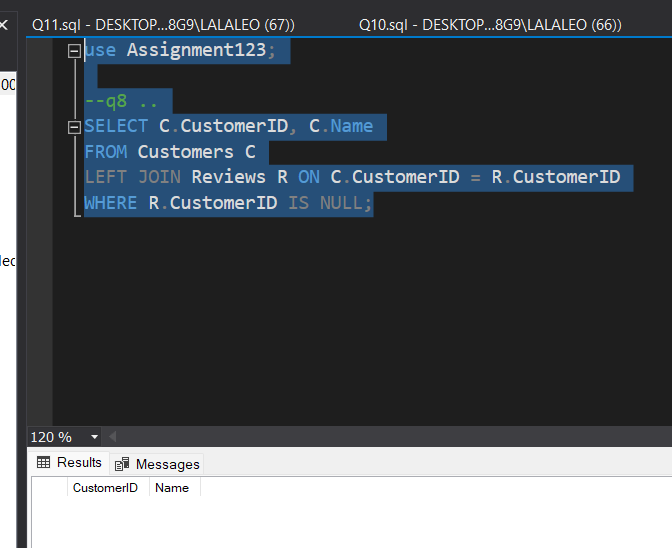 Q11.sql - DESKTOP...8G9\LALALEO (67))
Q10.sql - DESKTOP...8G9\LALALEO (66))
use Assignment123;
--q8 ..
SELECT C.CustomerID, C.Name
FROM Customers C
LEFT JOIN Reviews R ON C.CustomerID = R.CustomerID
WHERE R.CustomerID IS NULL;
120 %
Results Messages
CustomerID Name